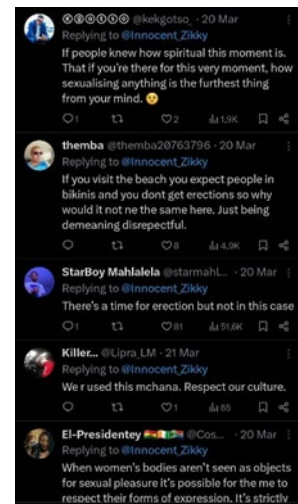 ⓚⓔⓖⓞⓣⓢⓞ @kekgotso_ · 20 Mar
Replying to @Innocent_Zikky
If people knew how spiritual this moment is.
That if you're there for this very moment, how
sexualising anything is the furthest thing
from your mind. 😢
1 2 1,9K
themba @themba20763796 · 20 Mar
Replying to @Innocent_Zikky
If you visit the beach you expect people in
bikinis and you dont get erections so why
would it not ne the same here. Just being
demeaning disrepectful.
8 4,9K
StarBoy Mahlalela @starmahl... · 20 Mar
Replying to @Innocent_Zikky
There's a time for erection but not in this case
1 81 51,6K
Killer... @Lipra_LM · 21 Mar
Replying to @Innocent_Zikky
We r used this mchana. Respect our culture.
1 65
El-Presidentey @Cos... · 20 Mar
Replying to @Innocent_Zikky
When women's bodies aren't seen as objects
for sexual pleasure it's possible for the me to
respect their forms of expression. It's strictly